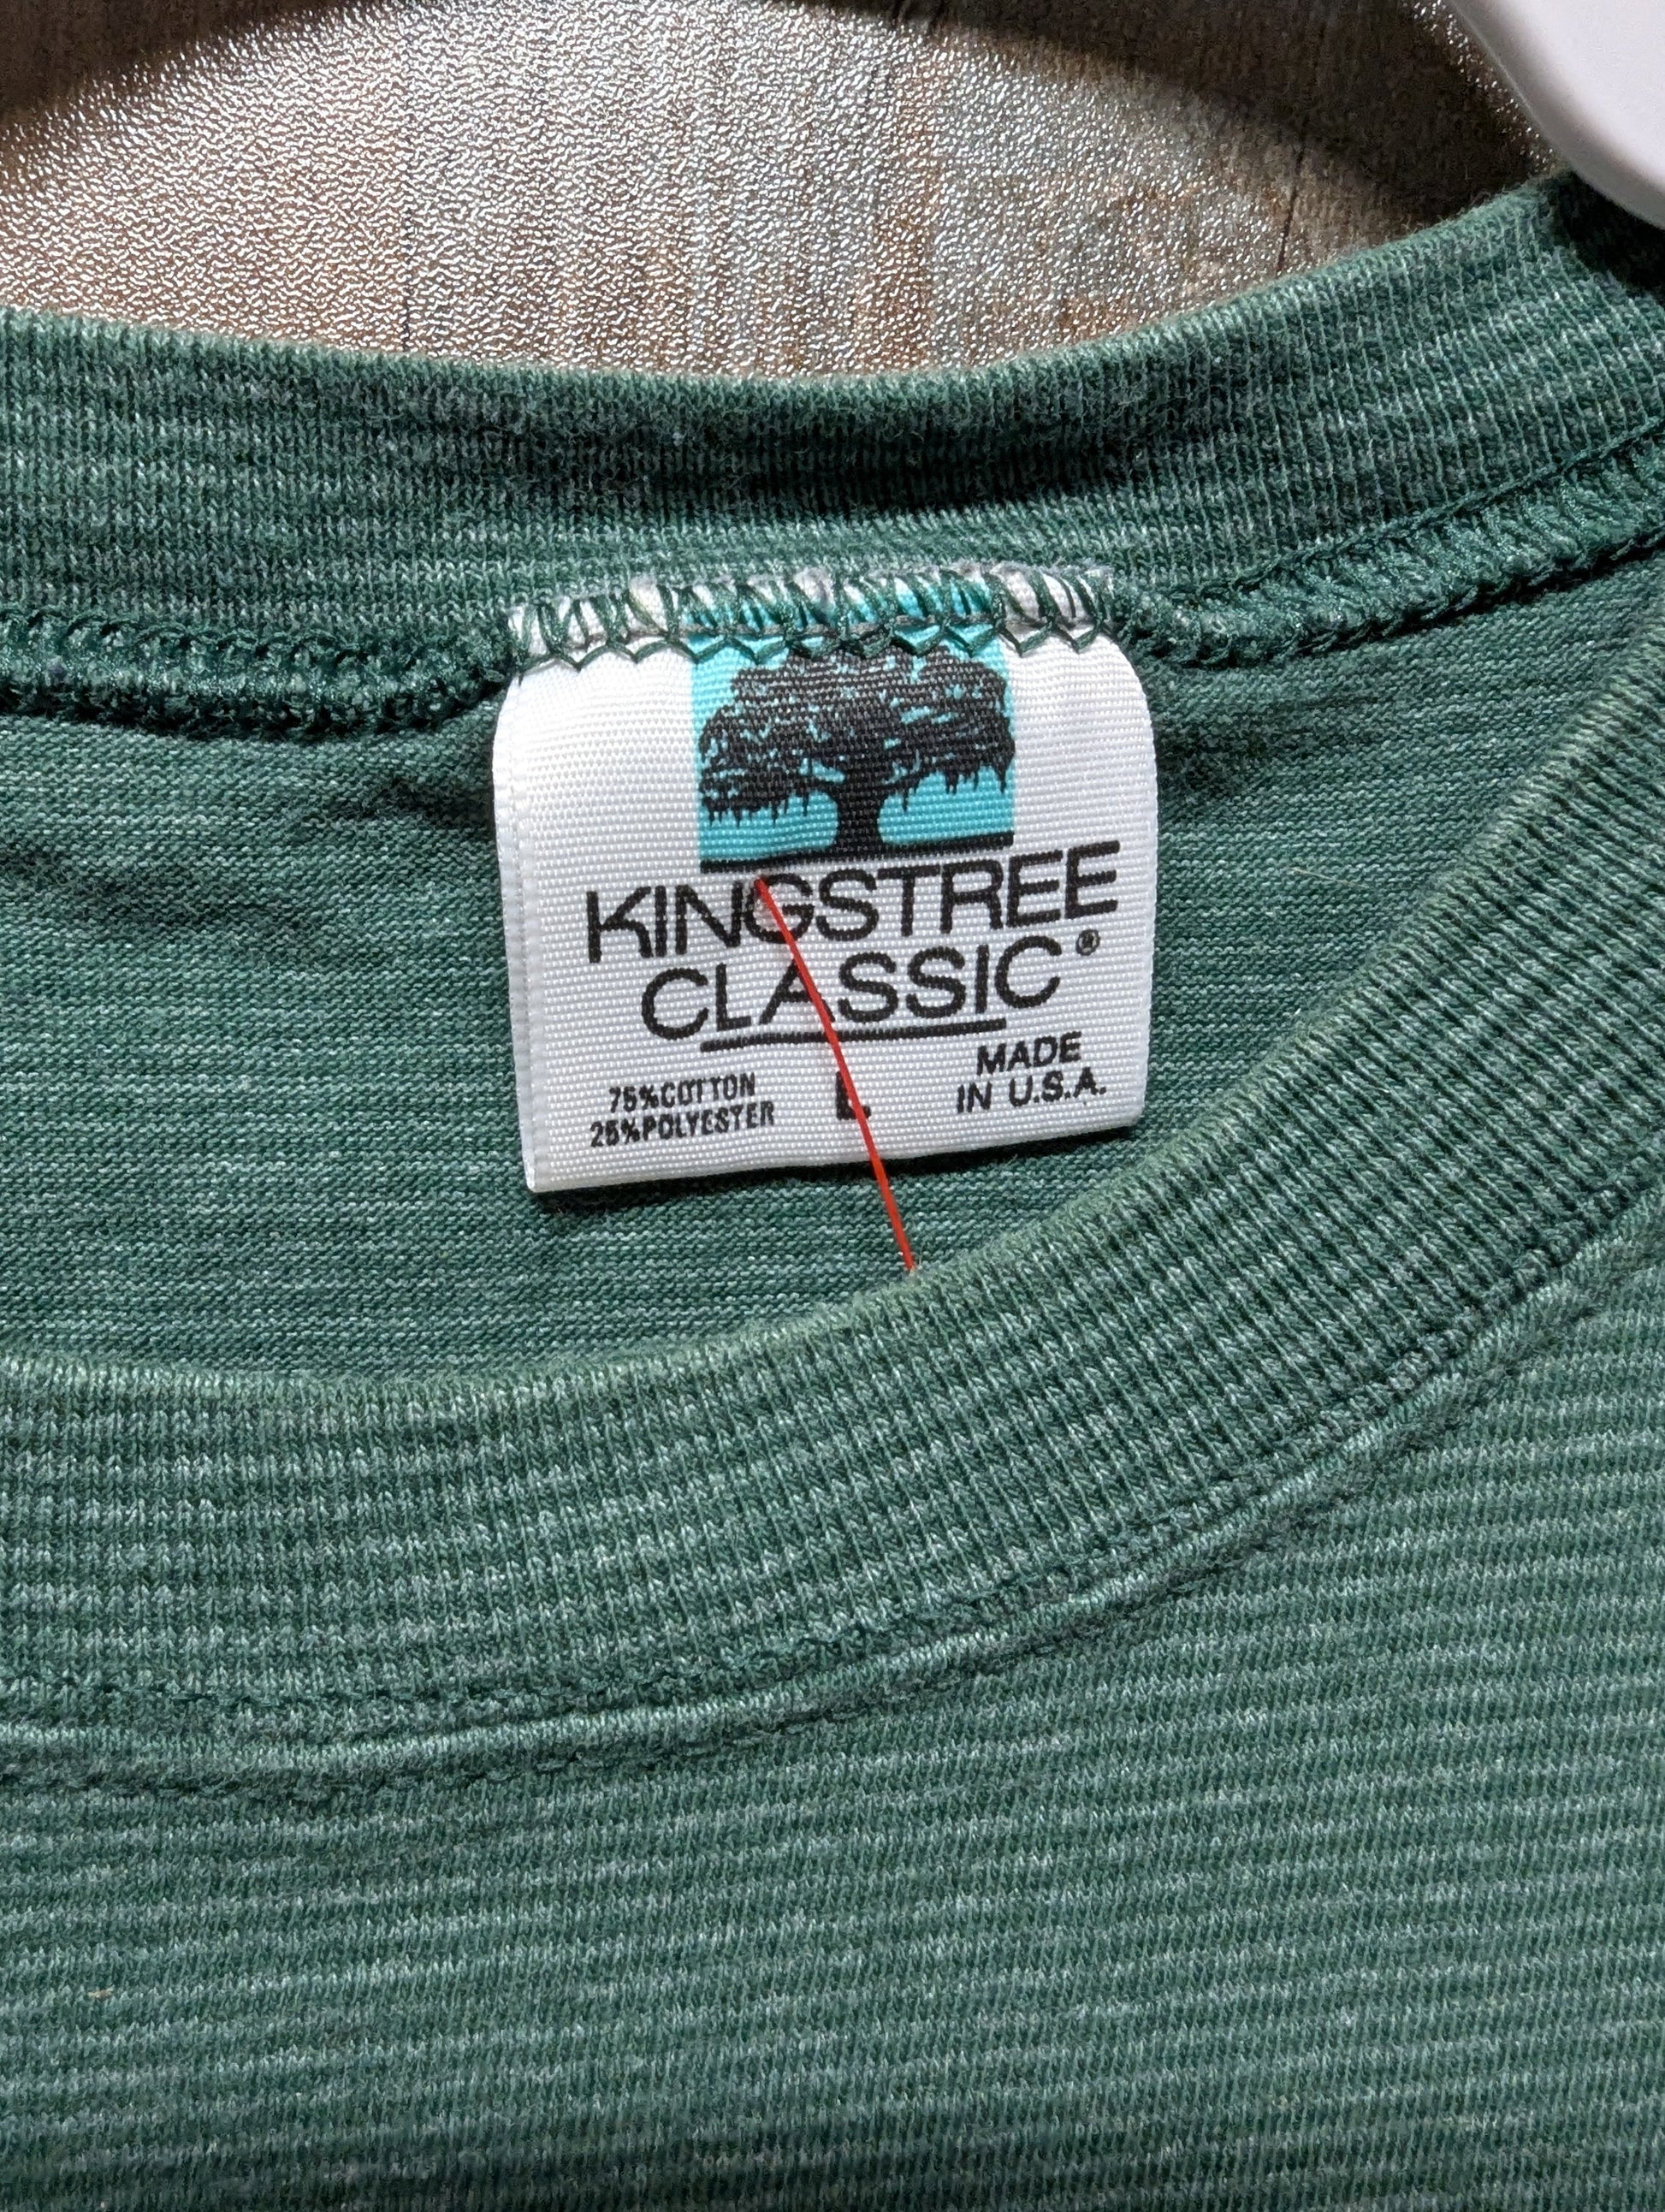 KINGSTREE
CLASSIC®
75%COTTON
25%POLYESTER
L
MADE
IN U.S.A.